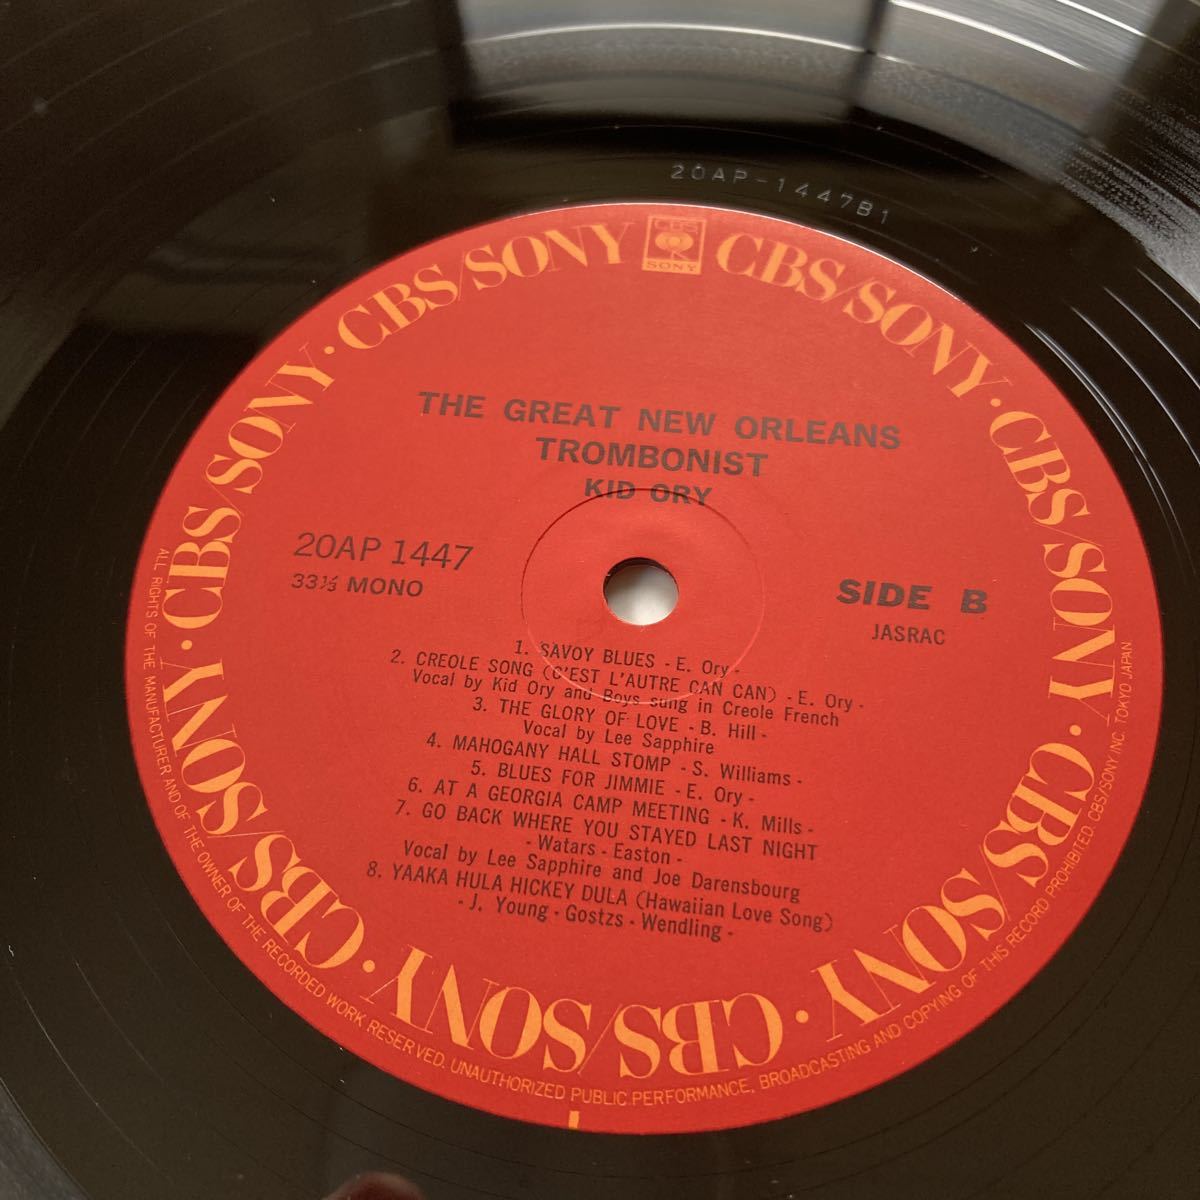 20AP-1447B1
CBS/SONY · CBS/SONY · CBS/SONY · CBS/SONY · CBS/SONY · CBS/SONY · CBS/SONY · CBS/SONY
CBS
SONY
THE GREAT NEW ORLEANS
TROMBONIST
KID ORY
20AP 1447
33⅓ MONO
SIDE B
JASRAC
1. SAVOY BLUES - E. Ory -
2. CREOLE SONG (C'EST L'AUTRE CAN CAN) - E. Ory -
Vocal by Kid Ory and Boys sung in Creole French
3. THE GLORY OF LOVE - B. Hill -
Vocal by Lee Sapphire
4. MAHOGANY HALL STOMP - S. Williams -
5. BLUES FOR JIMMIE - E. Ory -
6. AT A GEORGIA CAMP MEETING - K. Mills -
7. GO BACK WHERE YOU STAYED LAST NIGHT
- Watars - Easton -
Vocal by Lee Sapphire and Joe Darensbourg
8. YAAKA HULA HICKEY DULA (Hawaiian Love Song)
- J. Young - Gostzs - Wendling -
ALL RIGHTS OF THE MANUFACTURER AND OF THE OWNER OF THE RECORDED WORK RESERVED. UNAUTHORIZED PUBLIC PERFORMANCE, BROADCASTING AND COPYING OF THIS RECORD PROHIBITED. CBS/SONY INC. TOKYO JAPAN